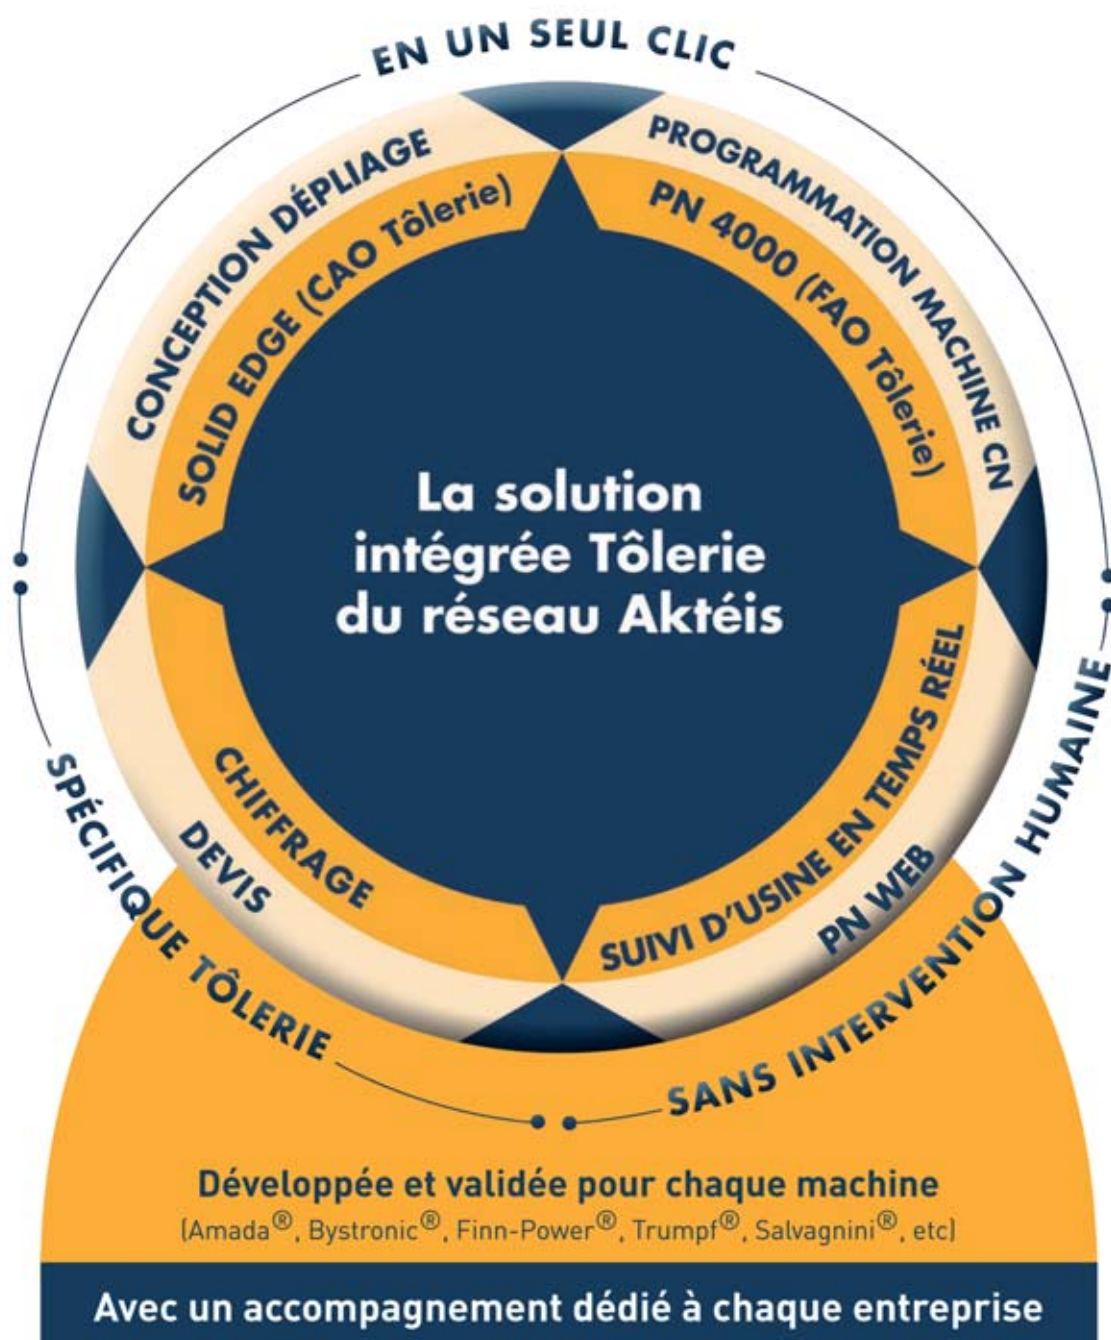 EN UN SEUL CLIC
CONCEPTION DÉPLIAGE
SOLID EDGE (CAO Tôlerie)
PROGRAMMATION MACHINE CN
PN 4000 (FAO Tôlerie)
La solution
intégrée Tôlerie
du réseau Aktéis
CHIFFRAGE
DEVIS
SUIVI D'USINE EN TEMPS RÉEL
PN WEB
SPÉCIFIQUE TÔLERIE
SANS INTERVENTION HUMAINE
Développée et validée pour chaque machine
(Amada®, Bystronic®, Finn-Power®, Trumpf®, Salvagnini®, etc)
Avec un accompagnement dédié à chaque entreprise